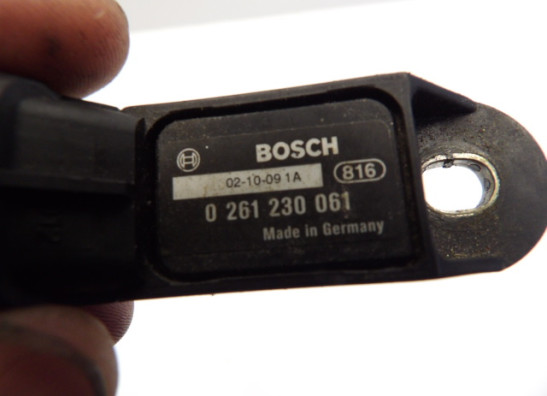 BOSCH
02-10-09 1A 816
0 261 230 061
Made in Germany